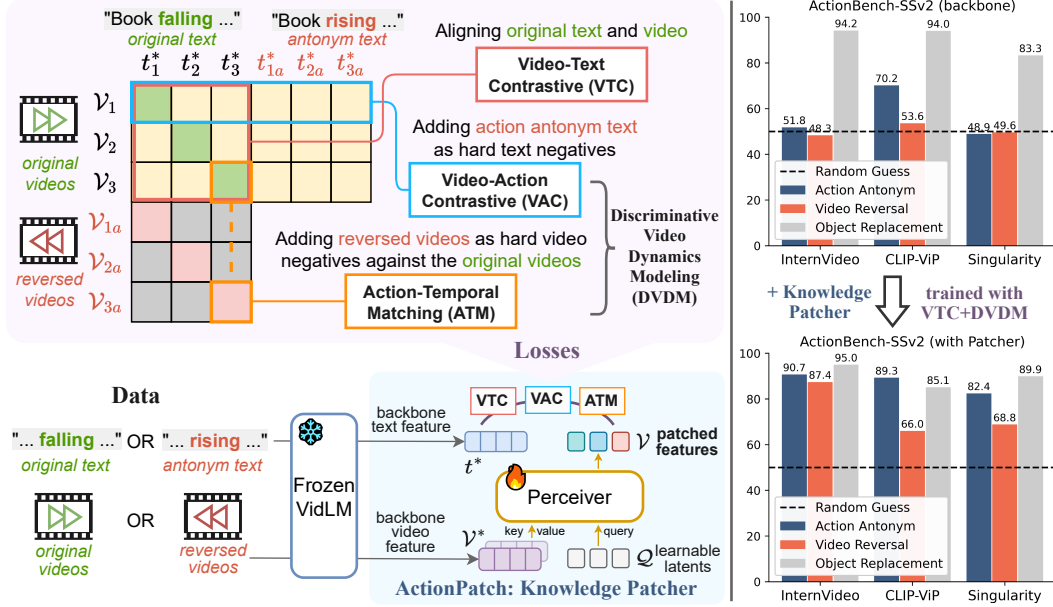 "Book falling ..."
original text
"Book rising ..."
antonym text
t*1 t*2 t*3 t*1a t*2a t*3a
V1
V2
V3
V1a
V2a
V3a
original
videos
reversed
videos
Aligning original text and video
Video-Text
Contrastive (VTC)
Adding action antonym text
as hard text negatives
Video-Action
Contrastive (VAC)
Adding reversed videos as hard video
negatives against the original videos
Action-Temporal
Matching (ATM)
Discriminative
Video
Dynamics
Modeling
(DVDM)
Losses
Data
"... falling ..." OR "... rising ..."
original text
antonym text
OR
original
videos
reversed
videos
Frozen
VidLM
backbone
text feature
backbone
video
feature
VTC VAC ATM
t*
V patched
features
Perceiver
key value query
V*
Q learnable
latents
ActionPatch: Knowledge Patcher
ActionBench-SSv2 (backbone)
100
80
60
40
20
0
51.8 48.3 94.2
70.2 53.6 94.0
48.9 49.6 83.3
Random Guess
Action Antonym
Video Reversal
Object Replacement
InternVideo CLIP-ViP Singularity
+ Knowledge
Patcher
trained with
VTC+DVDM
ActionBench-SSv2 (with Patcher)
100
80
60
40
20
0
90.7 87.4 95.0
89.3 66.0 85.1
82.4 68.8 89.9
Random Guess
Action Antonym
Video Reversal
Object Replacement
InternVideo CLIP-ViP Singularity